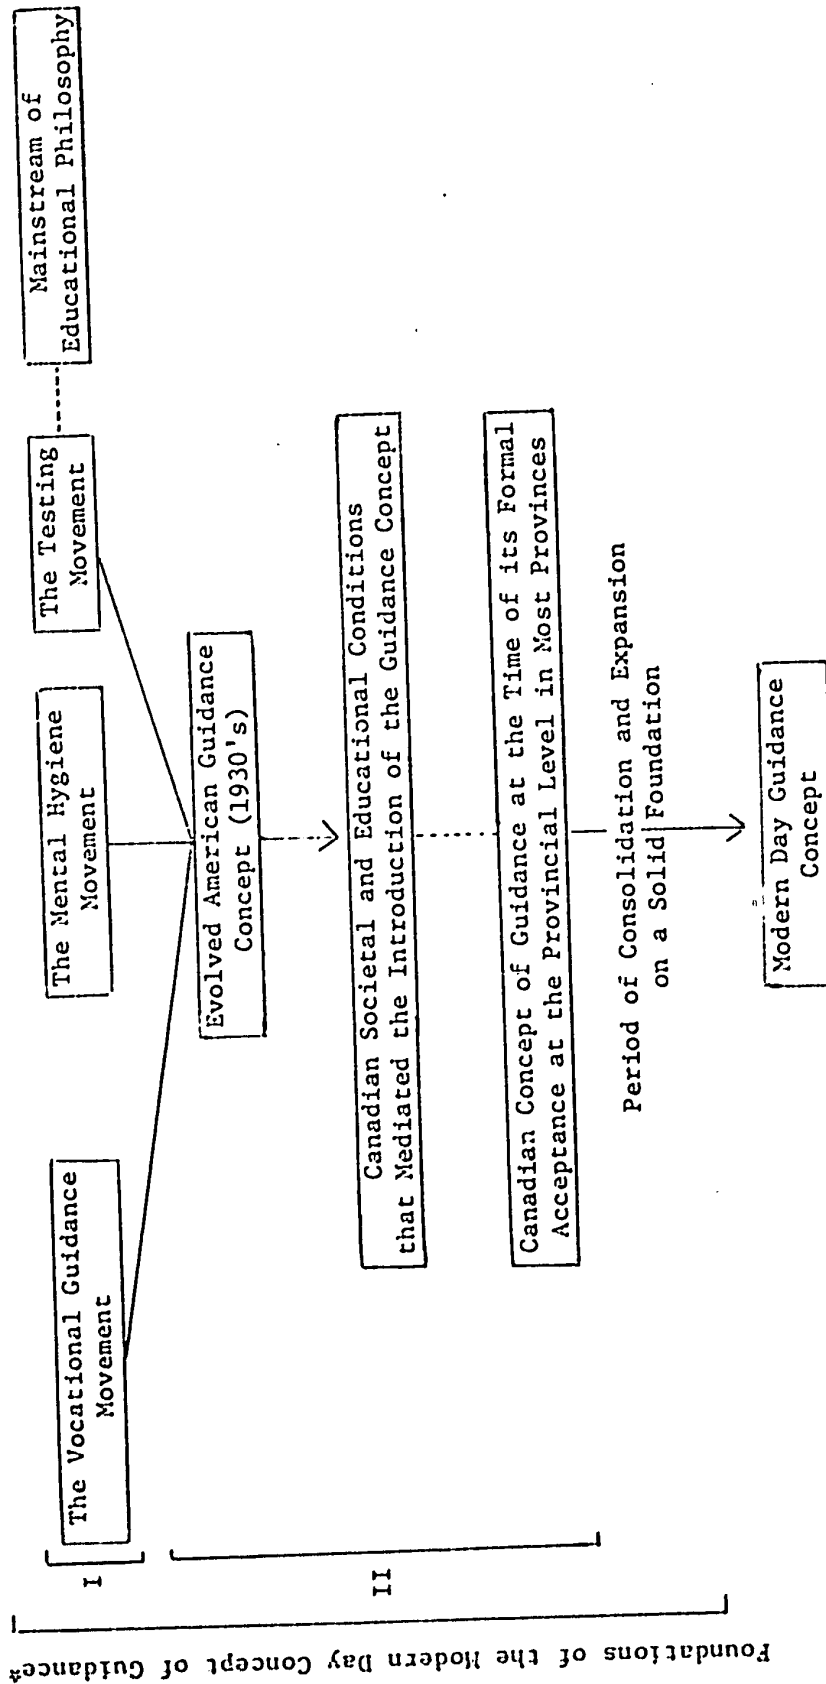 Foundations of the Modern Day Concept of Guidance*
I
II
The Vocational Guidance
Movement
The Mental Hygiene
Movement
The Testing
Movement
Mainstream of
Educational Philosophy
Evolved American Guidance
Concept (1930's)
Canadian Societal and Educational Conditions
that Mediated the Introduction of the Guidance Concept
Canadian Concept of Guidance at the Time of its Formal
Acceptance at the Provincial Level in Most Provinces
Period of Consolidation and Expansion
on a Solid Foundation
Modern Day Guidance
Concept